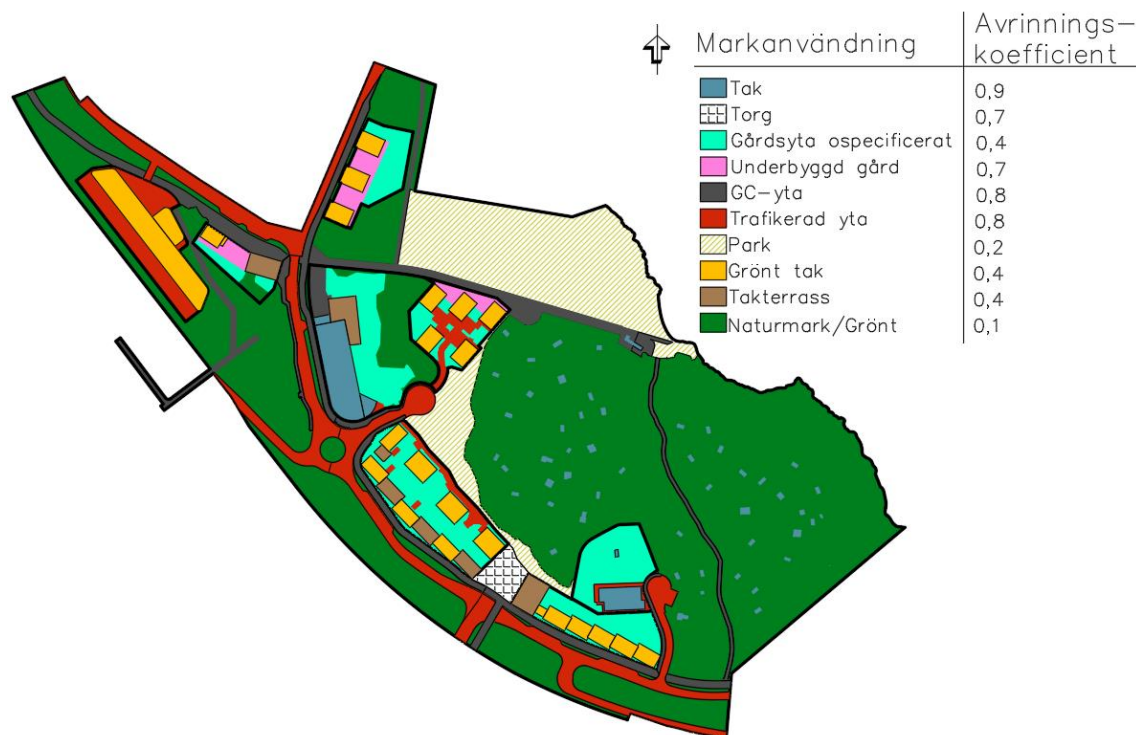 Markanvändning
Avrinnings-
koefficient
Tak 0,9
Torg 0,7
Gårdsyta ospecificerat 0,4
Underbyggd gård 0,7
GC-yta 0,8
Trafikerad yta 0,8
Park 0,2
Grönt tak 0,4
Takterrass 0,4
Naturmark/Grönt 0,1